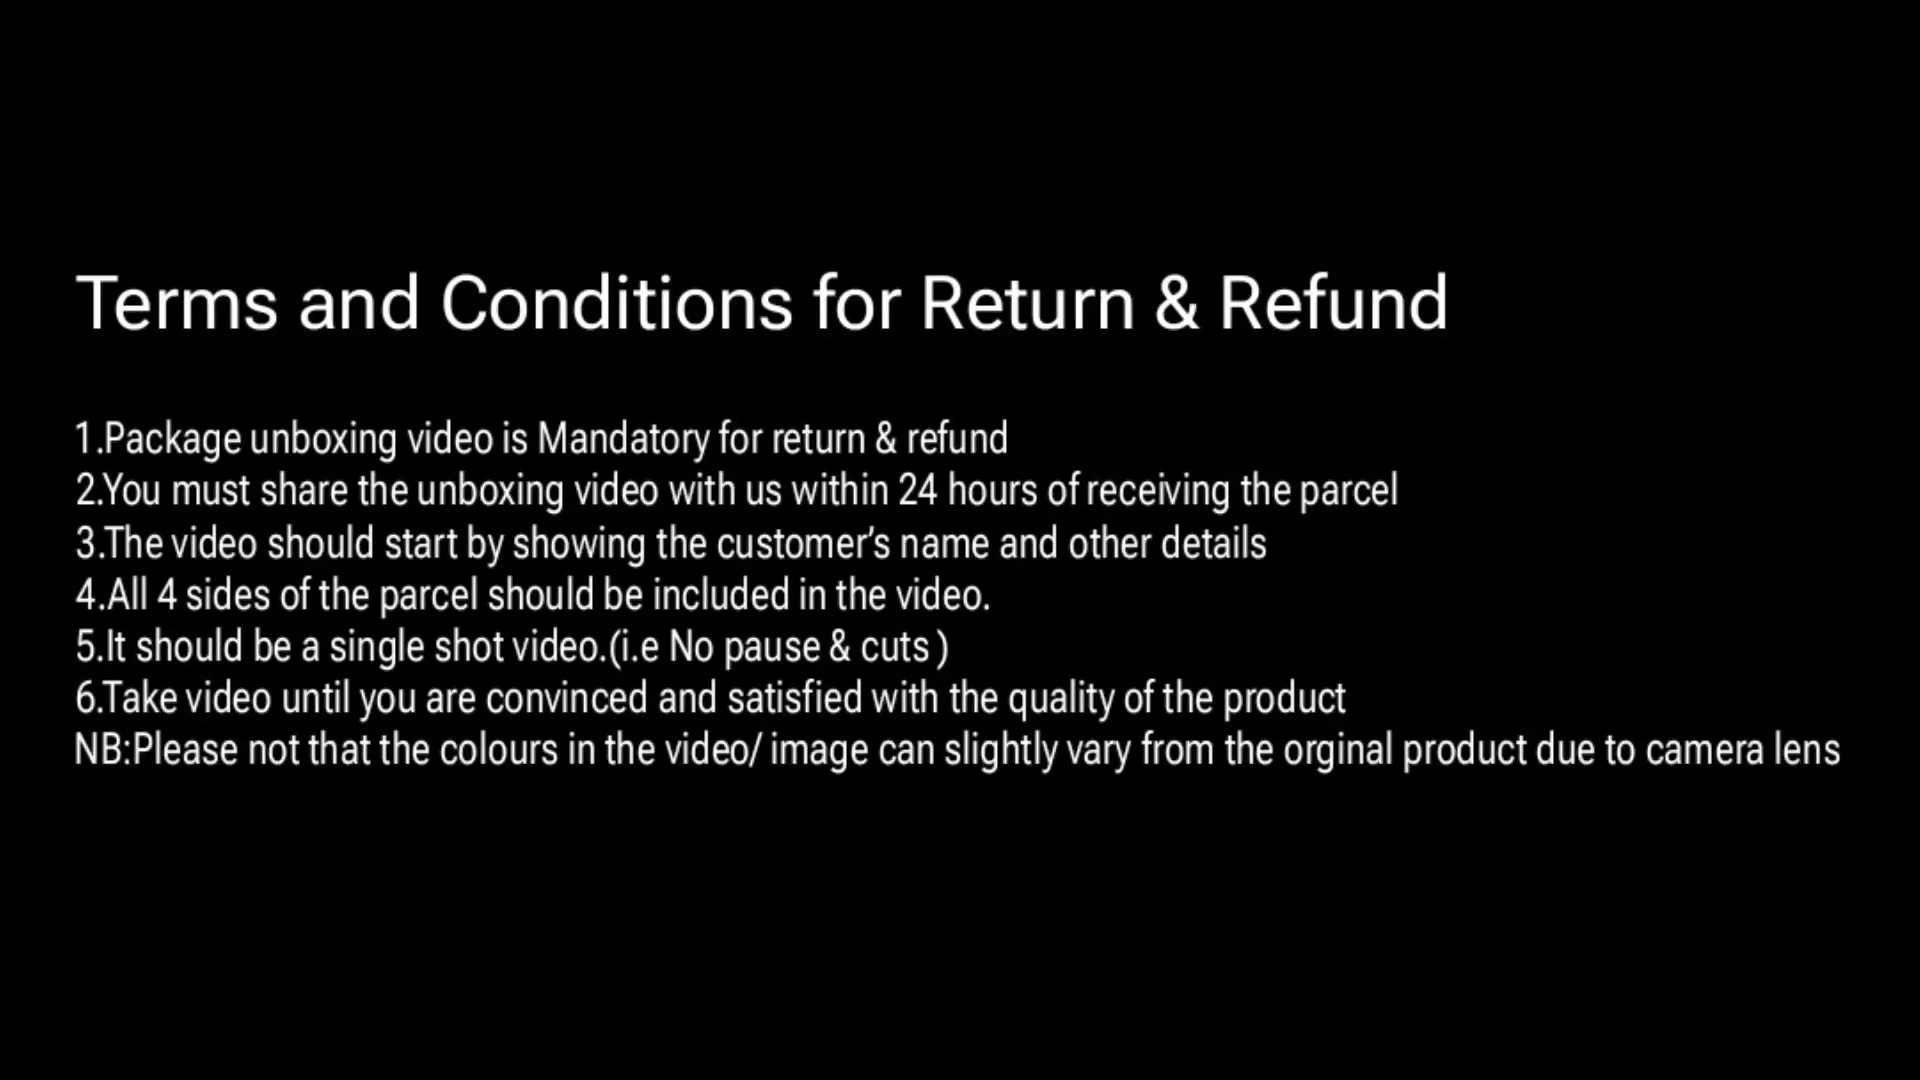 Terms and Conditions for Return & Refund
1.Package unboxing video is Mandatory for return & refund
2.You must share the unboxing video with us within 24 hours of receiving the parcel
3.The video should start by showing the customer’s name and other details
4.All 4 sides of the parcel should be included in the video.
5.It should be a single shot video.(i.e No pause & cuts )
6.Take video until you are convinced and satisfied with the quality of the product
NB:Please not that the colours in the video/ image can slightly vary from the orginal product due to camera lens